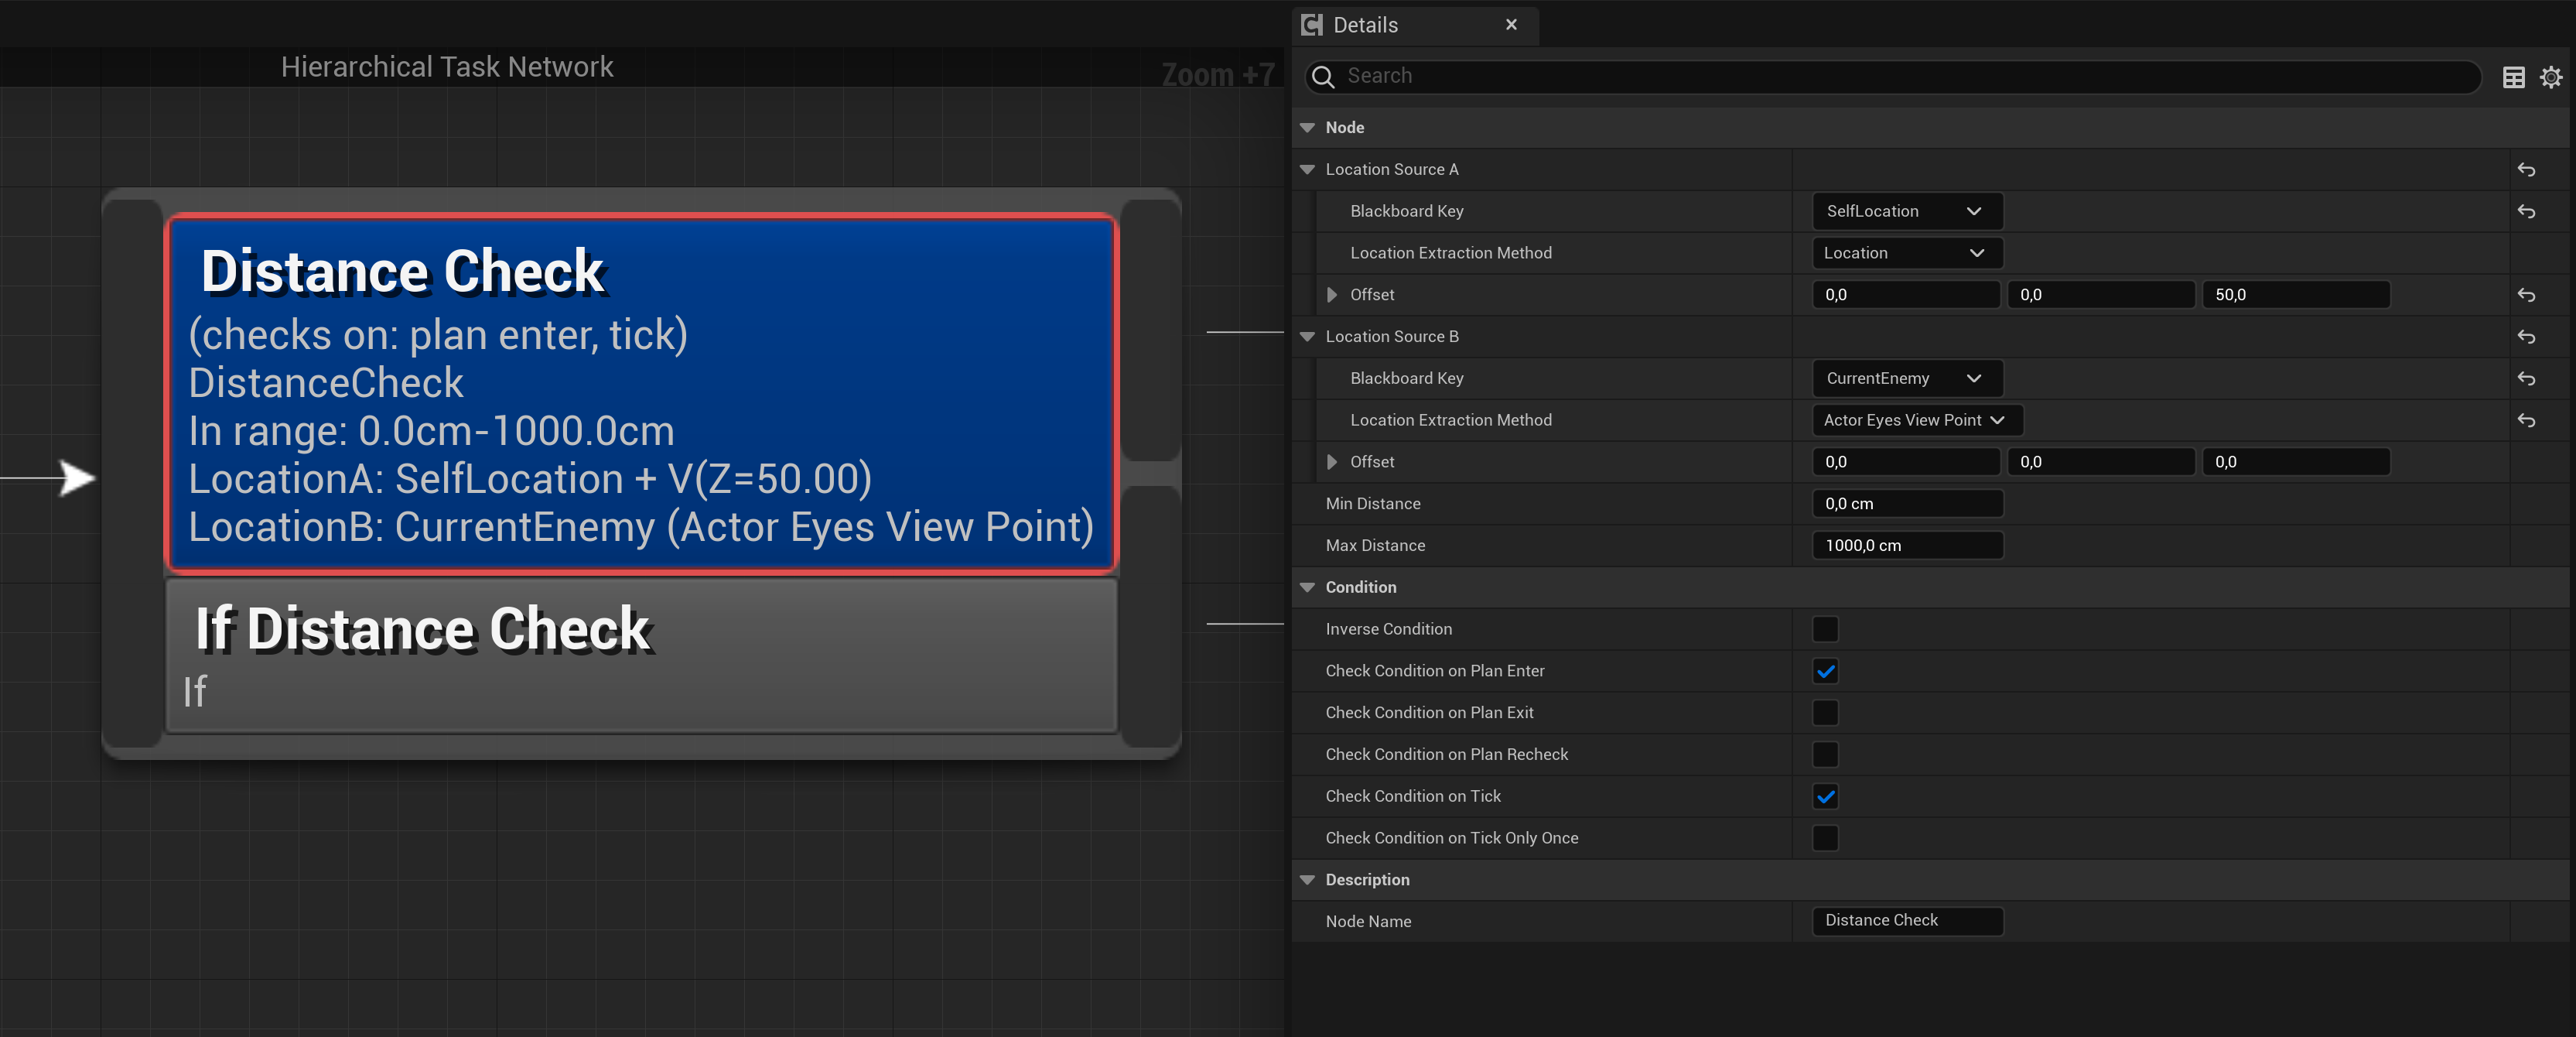 Hierarchical Task Network
Zoom +7
Distance Check
(checks on: plan enter, tick)
DistanceCheck
In range: 0.0cm-1000.0cm
LocationA: SelfLocation + V(Z=50.00)
LocationB: CurrentEnemy (Actor Eyes View Point)
If Distance Check
If
Details
Search
Node
Location Source A
Blackboard Key SelfLocation
Location Extraction Method Location
Offset 0,0 0,0 50,0
Location Source B
Blackboard Key CurrentEnemy
Location Extraction Method Actor Eyes View Point
Offset 0,0 0,0 0,0
Min Distance 0,0 cm
Max Distance 1000,0 cm
Condition
Inverse Condition
Check Condition on Plan Enter
Check Condition on Plan Exit
Check Condition on Plan Recheck
Check Condition on Tick
Check Condition on Tick Only Once
Description
Node Name Distance Check